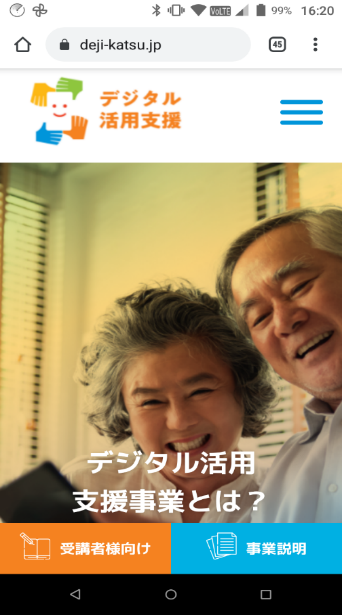 99% 16:20
deji-katsu.jp
45
デジタル
活用支援
デジタル活用
支援事業とは？
受講者様向け
事業説明